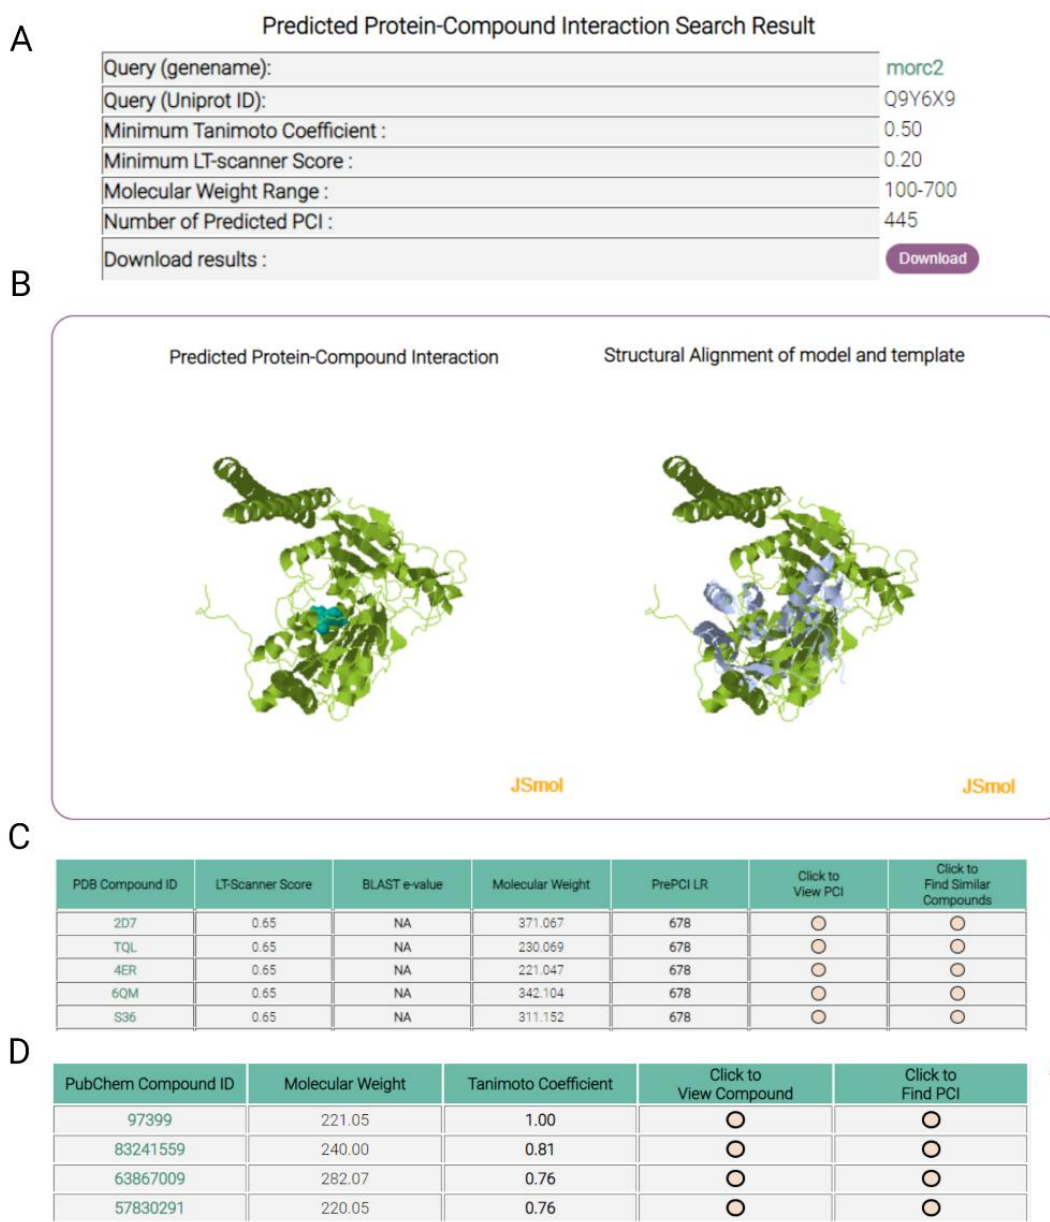 A
Predicted Protein-Compound Interaction Search Result
Query (genename): morc2
Query (Uniprot ID): Q9Y6X9
Minimum Tanimoto Coefficient : 0.50
Minimum LT-scanner Score : 0.20
Molecular Weight Range : 100-700
Number of Predicted PCI : 445
Download results : Download
B
Predicted Protein-Compound Interaction
Structural Alignment of model and template
JSmol
JSmol
C
PDB Compound ID LT-Scanner Score BLAST e-value Molecular Weight PrePCI LR Click to View PCI Click to Find Similar Compounds
2D7 0.65 NA 371.067 678
TQL 0.65 NA 230.069 678
4ER 0.65 NA 221.047 678
6QM 0.65 NA 342.104 678
S36 0.65 NA 311.152 678
D
PubChem Compound ID Molecular Weight Tanimoto Coefficient Click to View Compound Click to Find PCI
97399 221.05 1.00
83241559 240.00 0.81
63867009 282.07 0.76
57830291 220.05 0.76